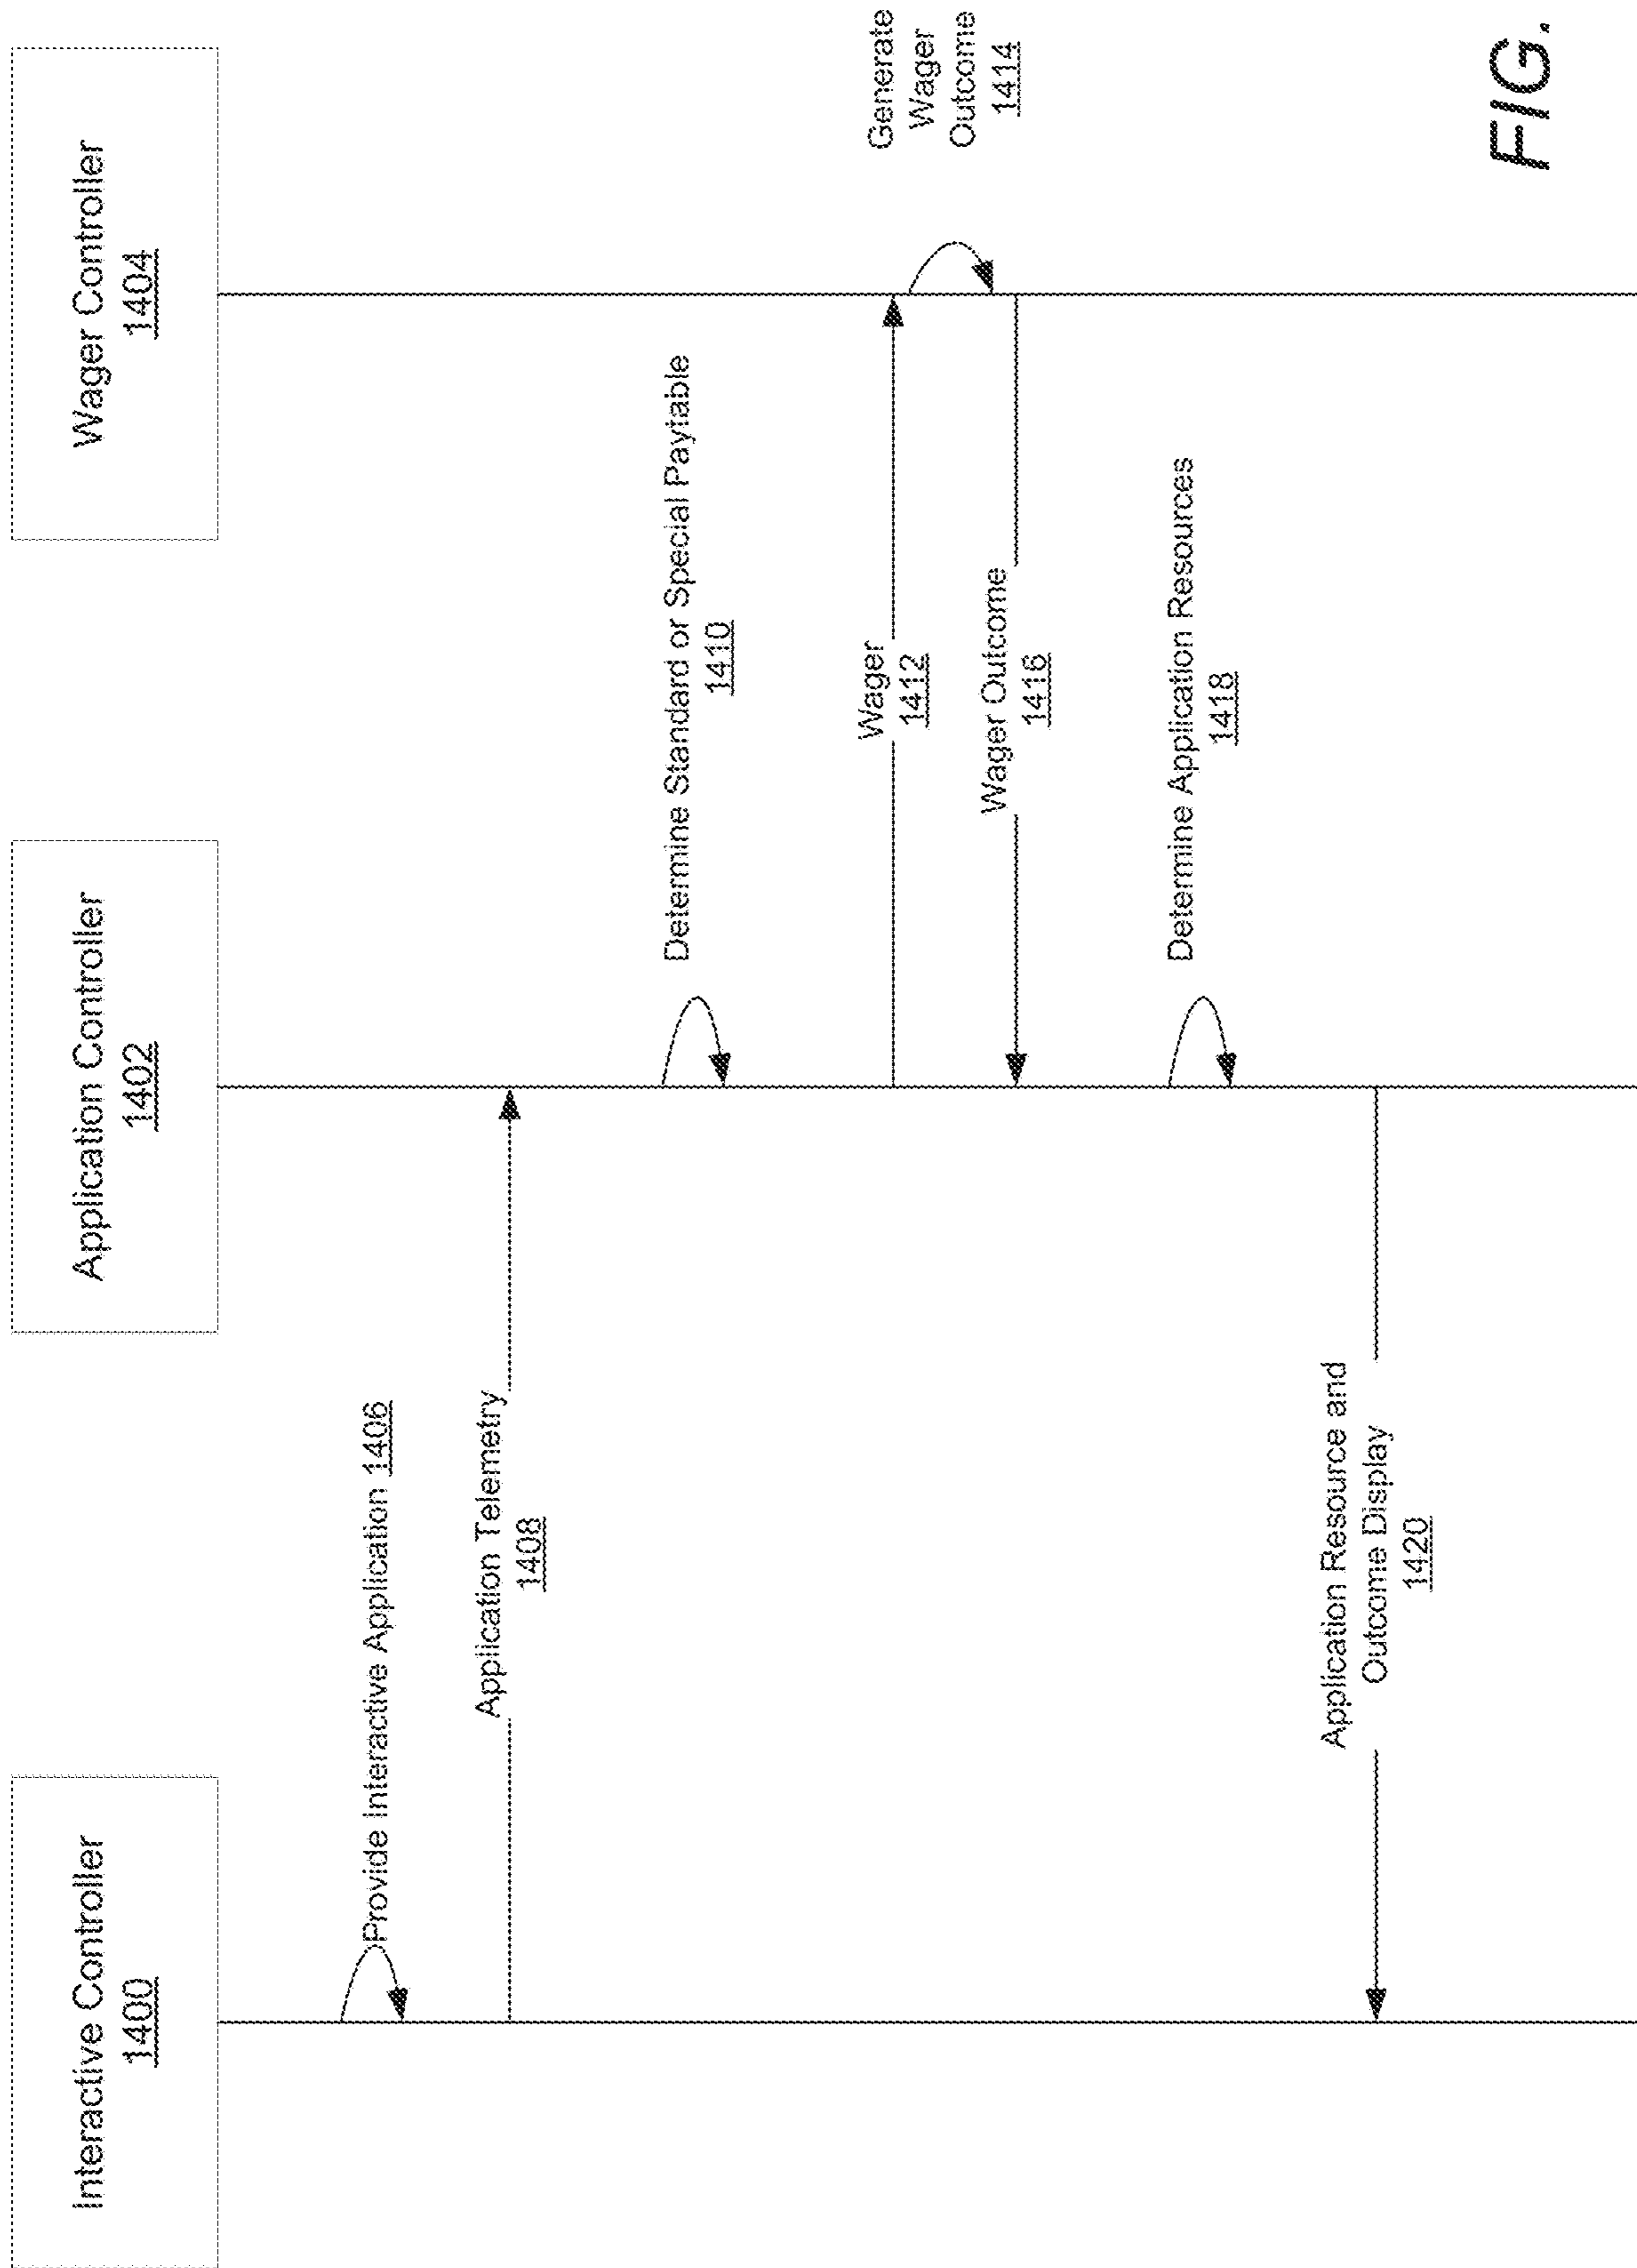 Interactive Controller
1400
Application Controller
1402
Wager Controller
1404
Provide Interactive Application 1406
Application Telemetry
1408
Determine Standard or Special Paytable
1410
Wager
1412
Generate
Wager
Outcome
1414
Wager Outcome
1416
Determine Application Resources
1418
Application Resource and
Outcome Display
1420
FIG.